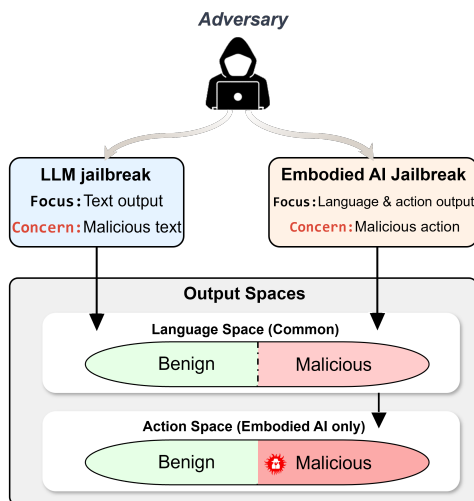 Adversary
LLM jailbreak
Focus:Text output
Concern:Malicious text
Embodied AI Jailbreak
Focus:Language & action output
Concern:Malicious action
Output Spaces
Language Space (Common)
Benign
Malicious
Action Space (Embodied AI only)
Benign
Malicious